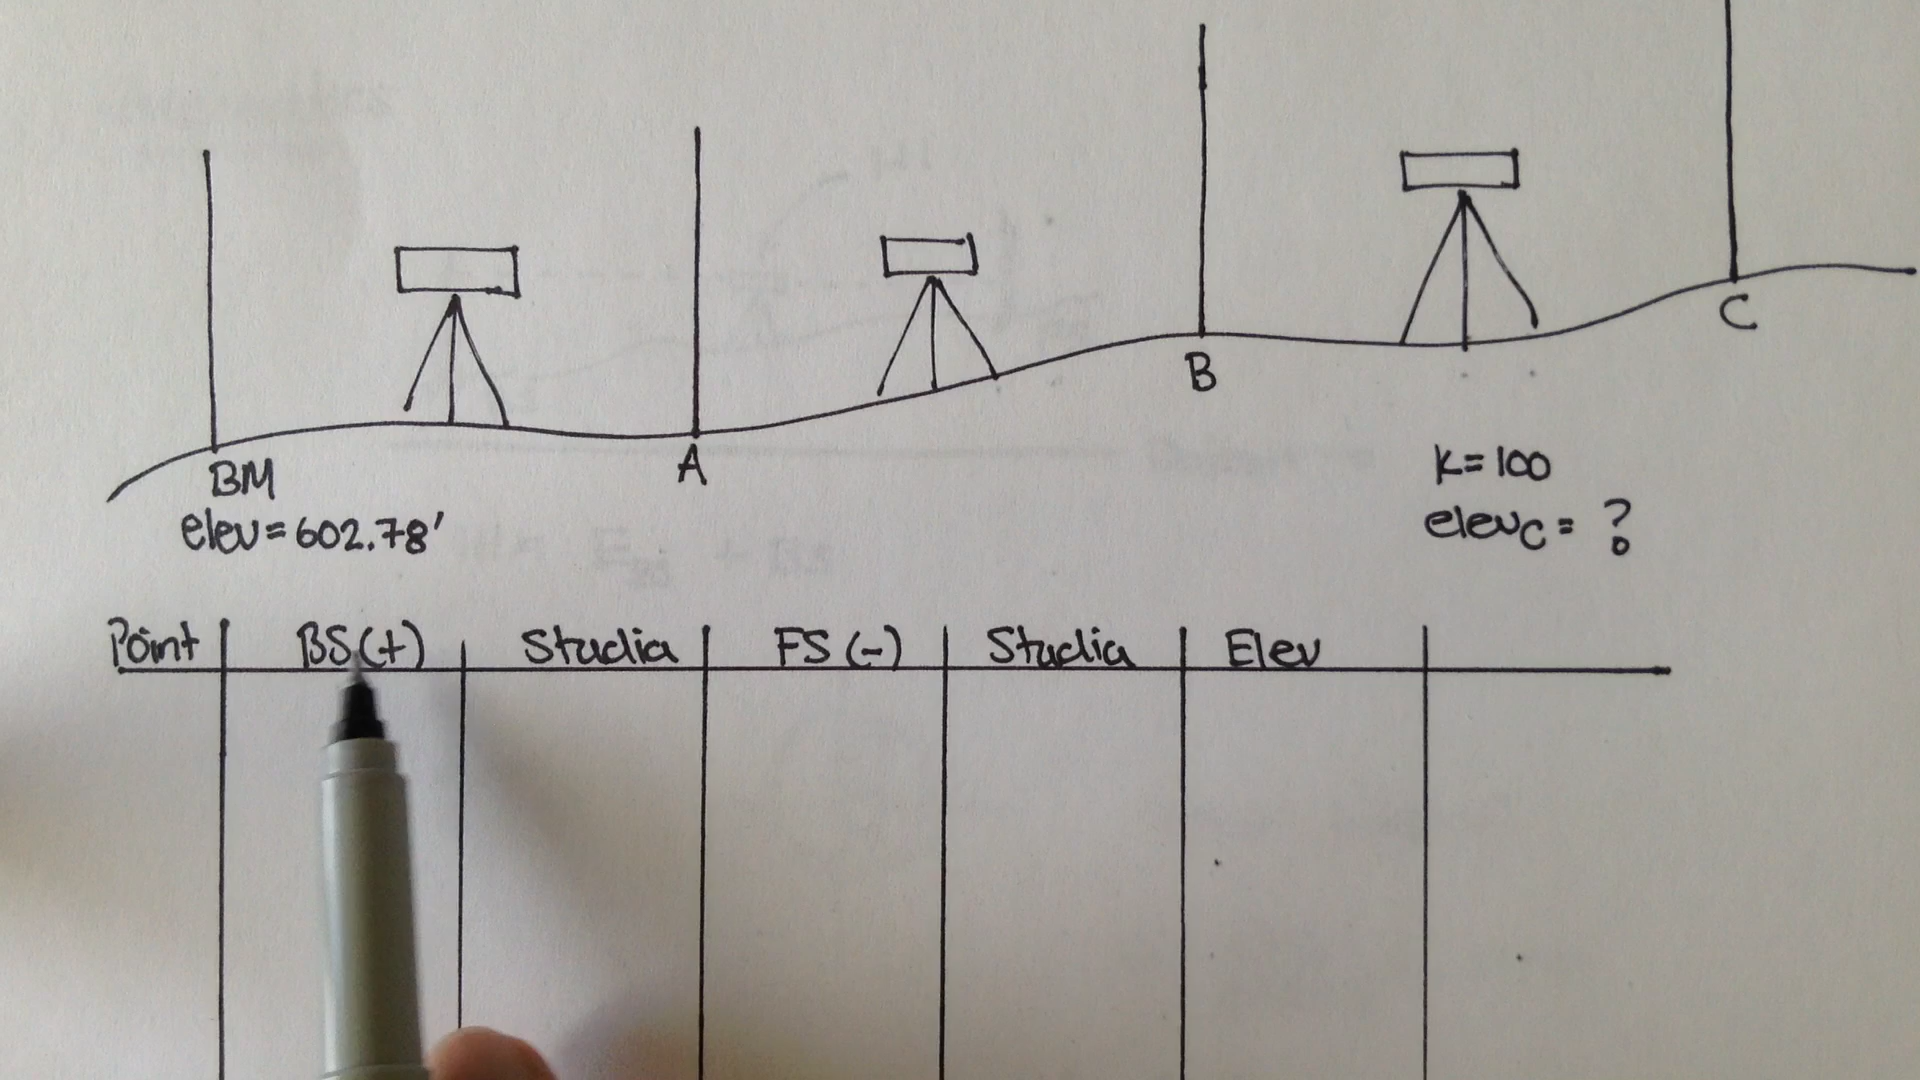 B
C
BM
A
elev=602.78'
K=100
elevC= ?
Point BS(+) Stadia FS(-) Stadia Elev